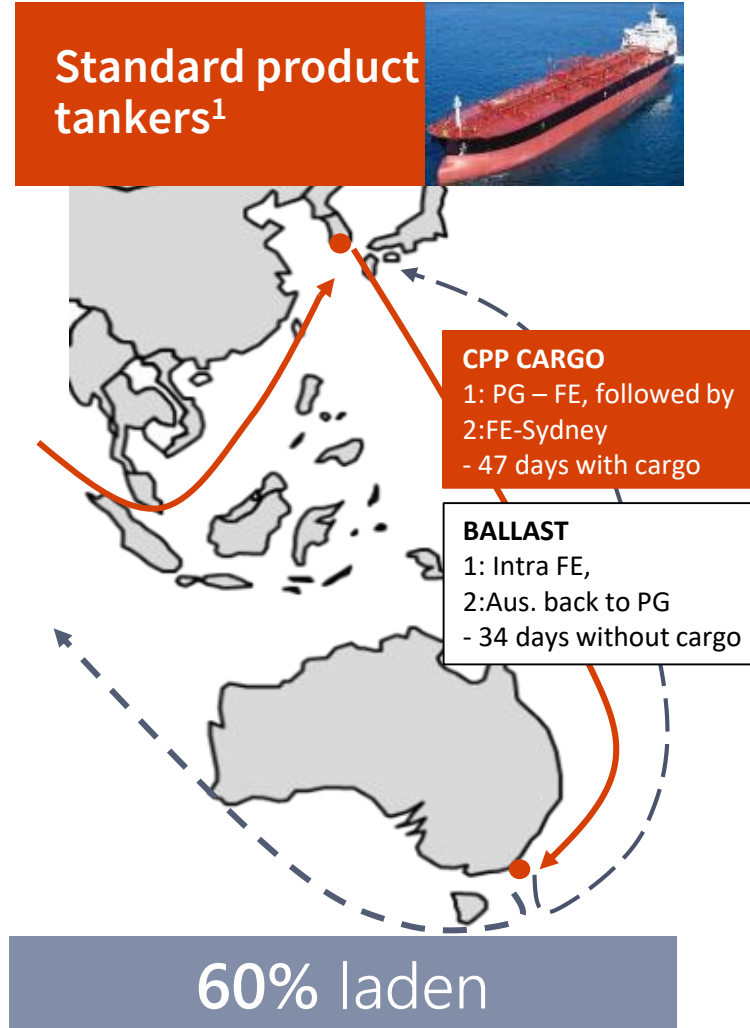 Standard product
tankers¹
CPP CARGO
1: PG – FE, followed by
2:FE-Sydney
- 47 days with cargo
BALLAST
1: Intra FE,
2:Aus. back to PG
- 34 days without cargo
60% laden